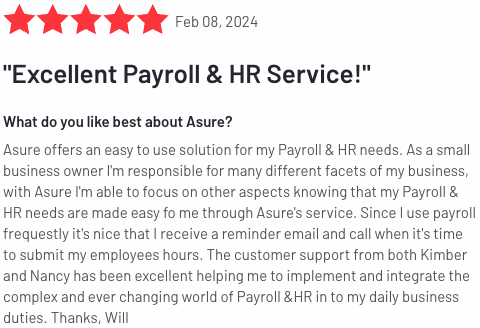 Feb 08, 2024
"Excellent Payroll & HR Service!"
What do you like best about Asure?
Asure offers an easy to use solution for my Payroll & HR needs. As a small
business owner I'm responsible for many different facets of my business,
with Asure I'm able to focus on other aspects knowing that my Payroll &
HR needs are made easy fo me through Asure's service. Since I use payroll
frequestly it's nice that I receive a reminder email and call when it's time
to submit my employees hours. The customer support from both Kimber
and Nancy has been excellent helping me to implement and integrate the
complex and ever changing world of Payroll &HR in to my daily business
duties. Thanks, Will